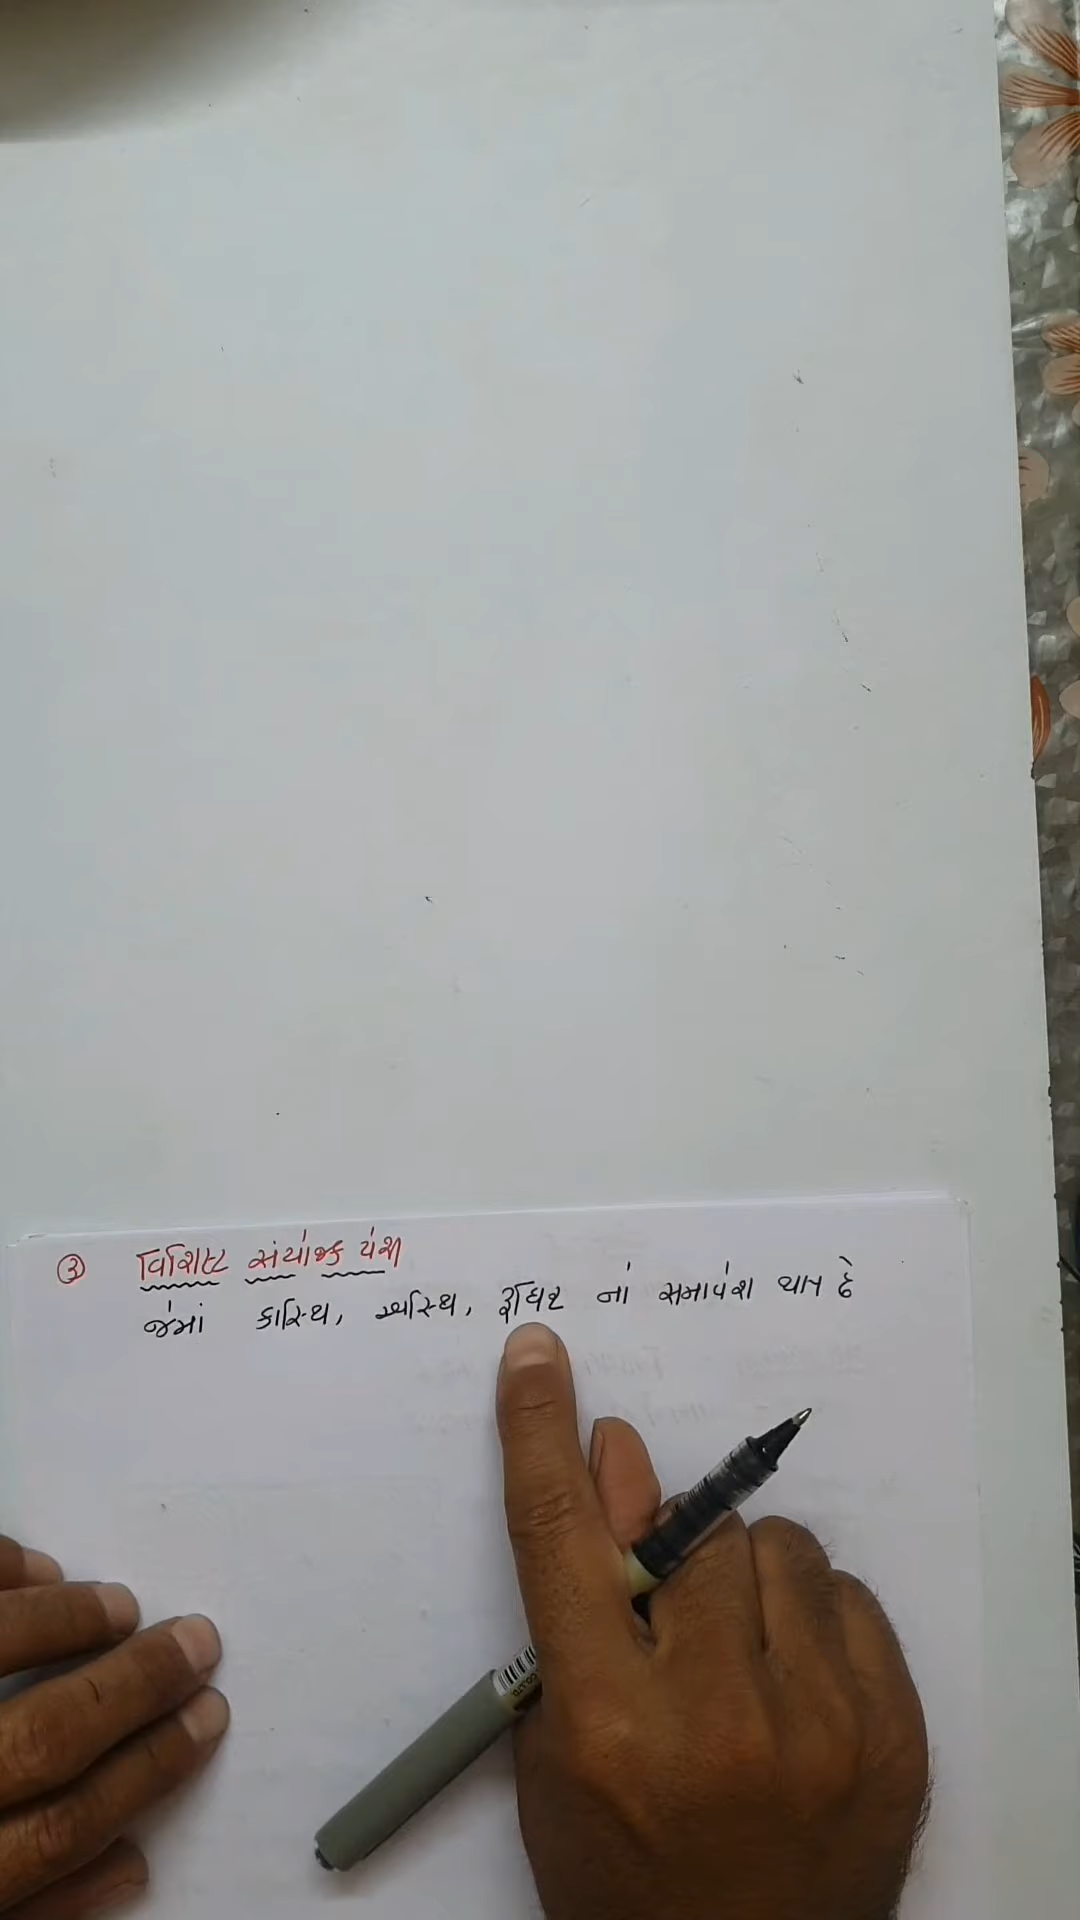 ③ વિશિષ્ટ સંયોજક પેશી
જેમાં કાસ્થિ, અસ્થિ, રૂધિર નાં સમાવેશ થાય છે